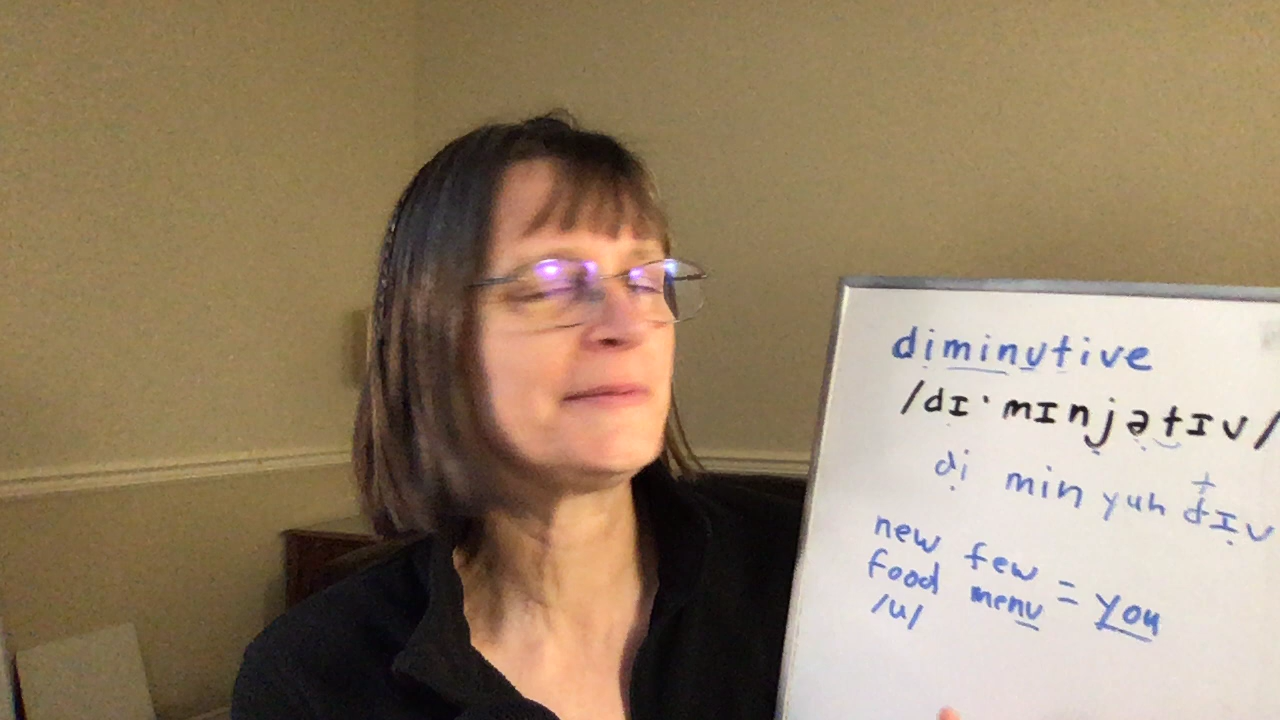 diminutive
/dɪˈmɪnjətɪv/
di min yuh dɪv
t
new few
food menu = you
/u/